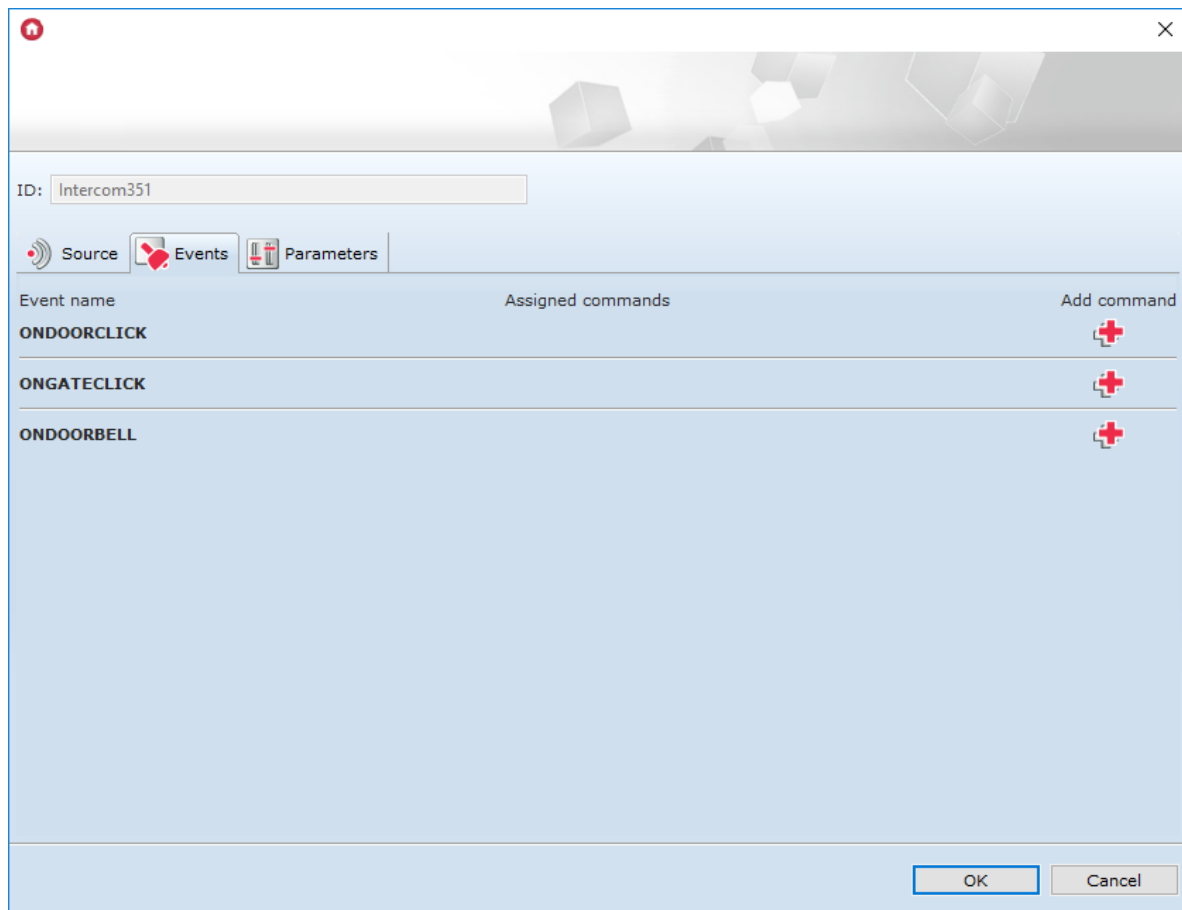 ID: Intercom351
Source Events Parameters
Event name Assigned commands Add command
ONDOORCLICK
ONGATECLICK
ONDOORBELL
OK Cancel